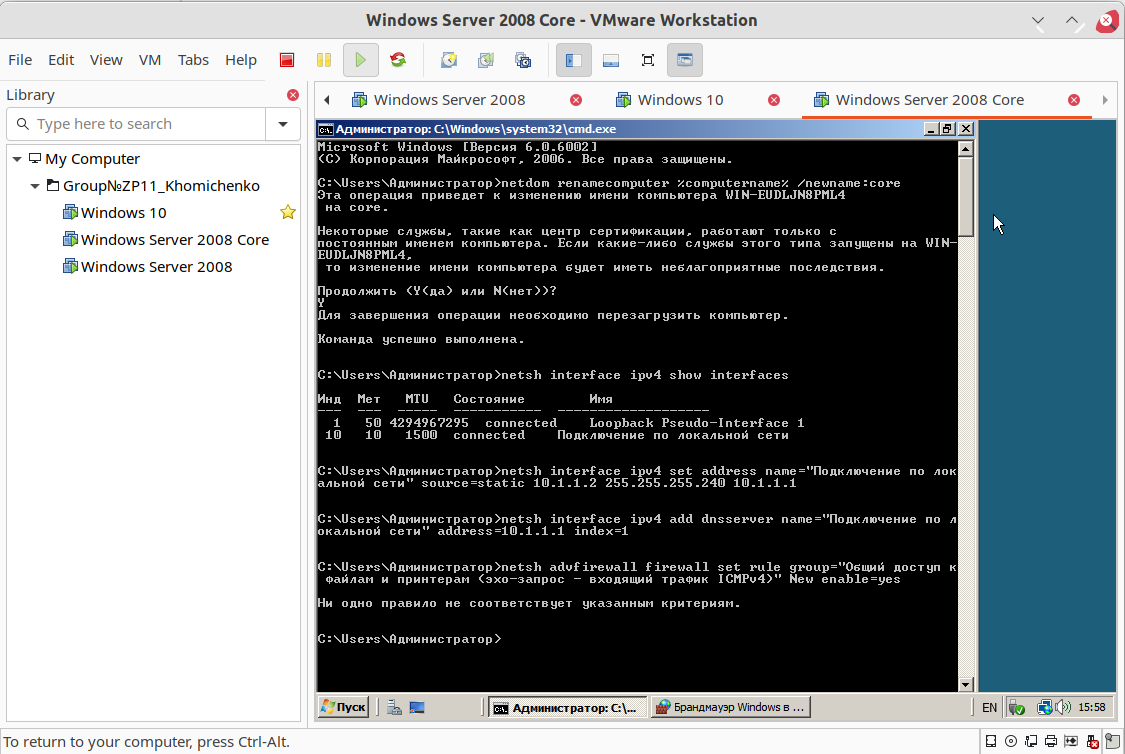 Windows Server 2008 Core - VMware Workstation
File Edit View VM Tabs Help
Library
Type here to search
My Computer
Group№ZP11_Khomichenko
Windows 10
Windows Server 2008 Core
Windows Server 2008
Windows Server 2008 Windows 10 Windows Server 2008 Core
Администратор: C:\Windows\system32\cmd.exe
Microsoft Windows [Версия 6.0.6002]
(C) Корпорация Майкрософт, 2006. Все права защищены.
C:\Users\Администратор>netdom renamecomputer %computername% /newname:core
Эта операция приведет к изменению имени компьютера WIN-EUDLJN8PML4
на core.
Некоторые службы, такие как центр сертификации, работают только с
постоянным именем компьютера. Если какие-либо службы этого типа запущены на WIN-
EUDLJN8PML4,
то изменение имени компьютера будет иметь неблагоприятные последствия.
Продолжить (Y(да) или N(нет))?
Y
Для завершения операции необходимо перезагрузить компьютер.
Команда успешно выполнена.
C:\Users\Администратор>netsh interface ipv4 show interfaces
Инд Мет MTU Состояние Имя
--- --- ----- ----------- -------------------
1 50 4294967295 connected Loopback Pseudo-Interface 1
10 10 1500 connected Подключение по локальной сети
C:\Users\Администратор>netsh interface ipv4 set address name="Подключение по лок
альной сети" source=static 10.1.1.2 255.255.255.240 10.1.1.1
C:\Users\Администратор>netsh interface ipv4 add dnsserver name="Подключение по л
окальной сети" address=10.1.1.1 index=1
C:\Users\Администратор>netsh advfirewall firewall set rule group="Общий доступ к
файлам и принтерам (эхо-запрос – входящий трафик ICMPv4)" New enable=yes
Ни одно правило не соответствует указанным критериям.
C:\Users\Администратор>
Пуск Администратор: C:\... Брандмауэр Windows в ... EN 15:58
To return to your computer, press Ctrl-Alt.